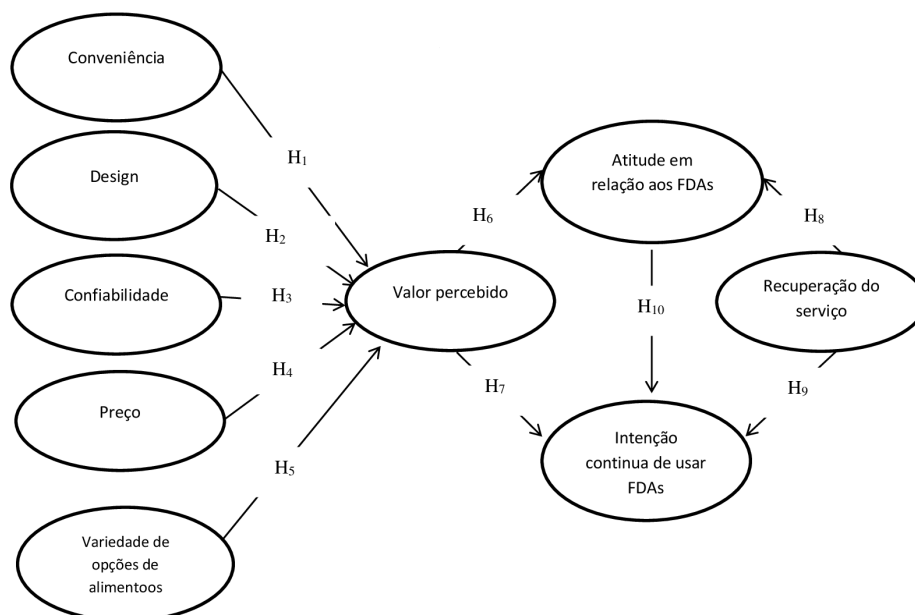 Conveniência
H₁
Design
H₂
Confiabilidade
H₃
Preço
H₄
Variedade de
opções de
alimentoos
H₅
Valor percebido
H₆
H₇
Atitude em
relação aos FDAs
H₁₀
Intenção
continua de usar
FDAs
H₈
Recuperação do
serviço
H₉